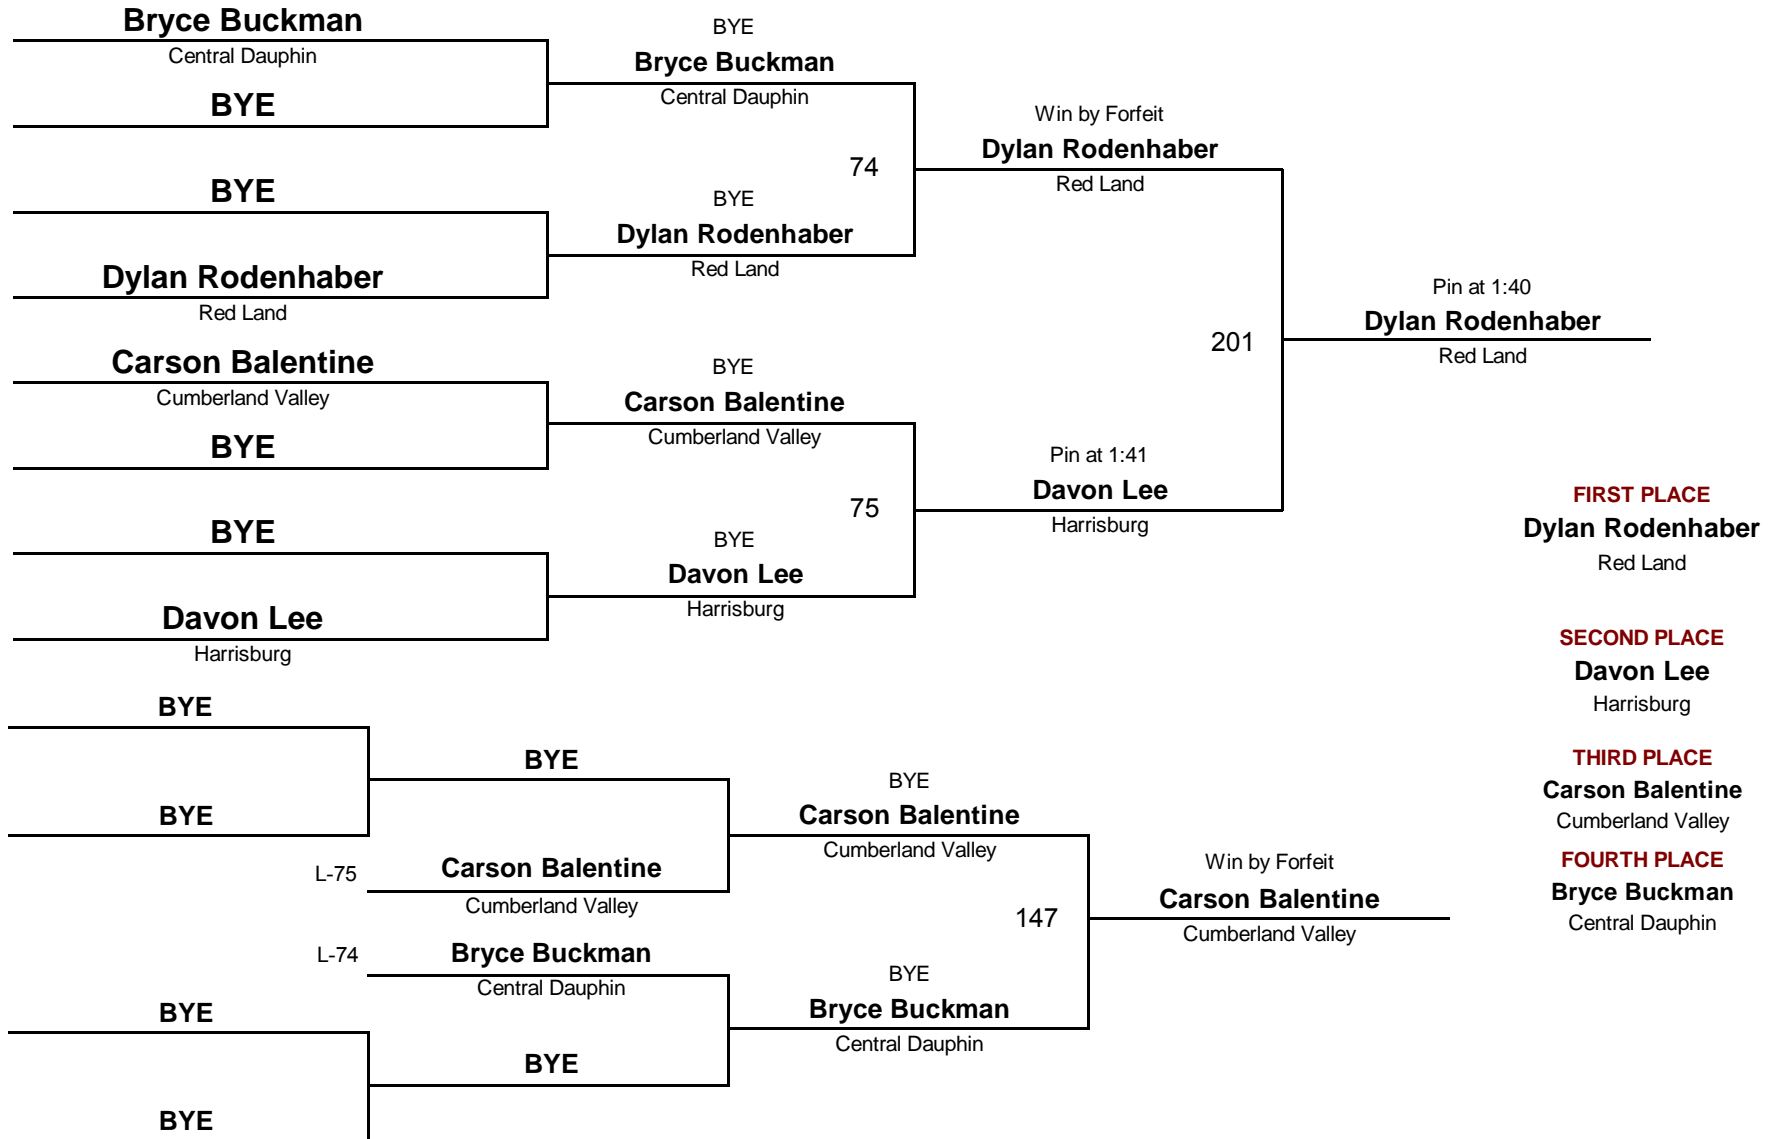 Bryce Buckman
Central Dauphin
BYE
BYE
Dylan Rodenhaber
Red Land
Carson Balentine
Cumberland Valley
BYE
BYE
Davon Lee
Harrisburg
BYE
Bryce Buckman
Central Dauphin
74
BYE
Dylan Rodenhaber
Red Land
BYE
Carson Balentine
Cumberland Valley
75
BYE
Davon Lee
Harrisburg
Win by Forfeit
Dylan Rodenhaber
Red Land
201
Pin at 1:41
Davon Lee
Harrisburg
Pin at 1:40
Dylan Rodenhaber
Red Land
FIRST PLACE
Dylan Rodenhaber
Red Land
SECOND PLACE
Davon Lee
Harrisburg
THIRD PLACE
Carson Balentine
Cumberland Valley
FOURTH PLACE
Bryce Buckman
Central Dauphin
BYE
BYE
BYE
BYE
BYE
L-75
Carson Balentine
Cumberland Valley
L-74
Bryce Buckman
Central Dauphin
BYE
BYE
Carson Balentine
Cumberland Valley
147
BYE
Bryce Buckman
Central Dauphin
Win by Forfeit
Carson Balentine
Cumberland Valley